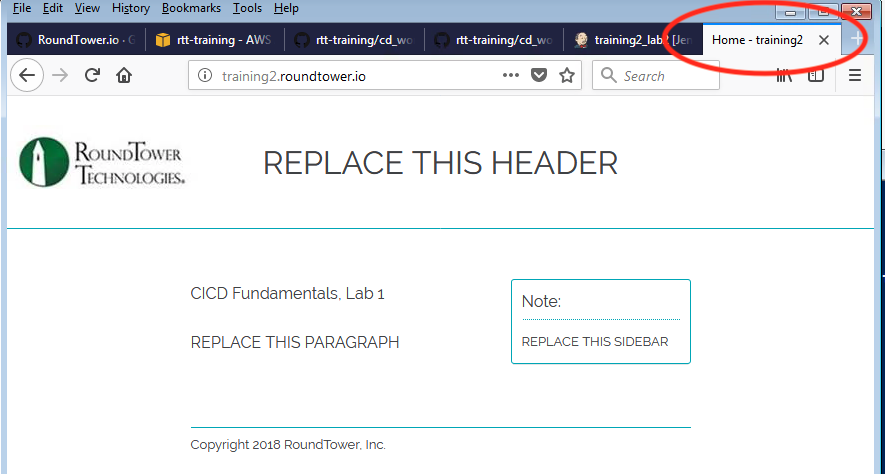 File Edit View History Bookmarks Tools Help
RoundTower.io · G rtt-training - AWS rtt-training/cd_wo rtt-training/cd_wo training2_lab? [Jen Home - training2
training2.roundtower.io Search
ROUNDTOWER TECHNOLOGIES®
REPLACE THIS HEADER
CICD Fundamentals, Lab 1
Note:
REPLACE THIS PARAGRAPH
REPLACE THIS SIDEBAR
Copyright 2018 RoundTower, Inc.